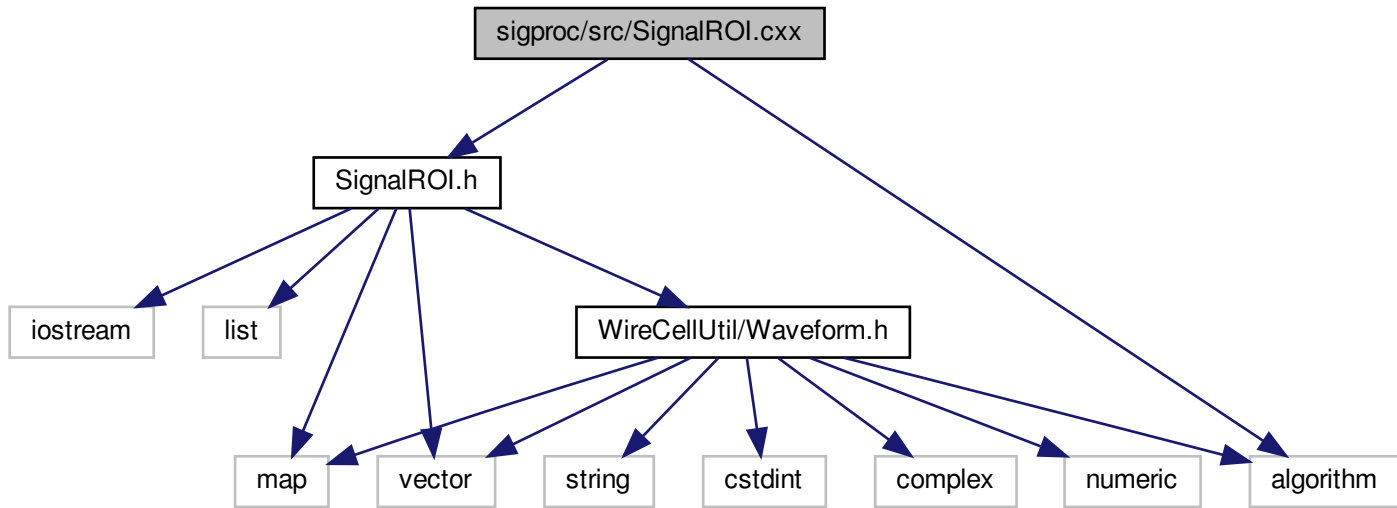 sigproc/src/SignalROI.cxx
SignalROI.h
iostream
list
WireCellUtil/Waveform.h
map
vector
string
cstdint
complex
numeric
algorithm